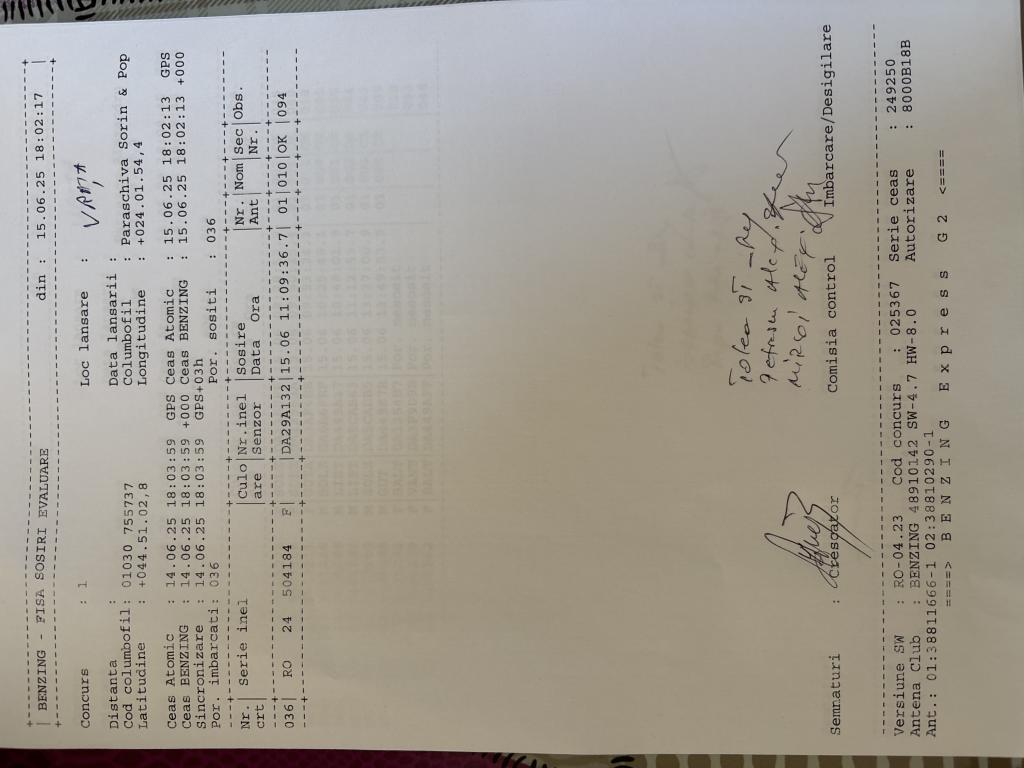 +-----------------------------------------------------------------------------+
| BENZING - FISA SOSIRI EVALUARE din : 15.06.25 18:02:17 |
+-----------------------------------------------------------------------------+
Concurs : 1 Loc lansare : VAMA
Distanta : Data lansarii :
Cod columbofil: 01030 755737 Columbofil : Paraschiva Sorin & Pop
Latitudine : +044.51.02,8 Longitudine : +024:01.54,4
Ceas Atomic : 14.06.25 18:03:59 GPS Ceas Atomic : 15.06.25 18:02:13 GPS
Ceas BENZING : 14.06.25 18:03:59 +000 Ceas BENZING : 15.06.25 18:02:13 +000
Sincronizare : 14.06.25 18:03:59 GPS+03h
Por. imbarcati: 036 Por. sositi : 036
Nr. | Serie inel |Culo|Nr.inel |Sosire |Nr.|Nom|Sec|Obs.
crt| |are |Senzor |Data Ora |Ant| |Nr.|
036| RO 24 504184 F| |DA29A132|15.06 11:09:36.7| 01|010|OK |094
Semnaturi : Crescator Comisia control Imbarcare/Desigilare
Versiune SW : RO-04.23 Cod concurs : 025367 Serie ceas : 249250
Antena Club : BENZING 48910142 SW-4.7 HW-8.0 Autorizare : 8000B18B
Ant.: 01:38811666-1 02:38810290-1
====> B E N Z I N G E x p r e s s G 2 <====